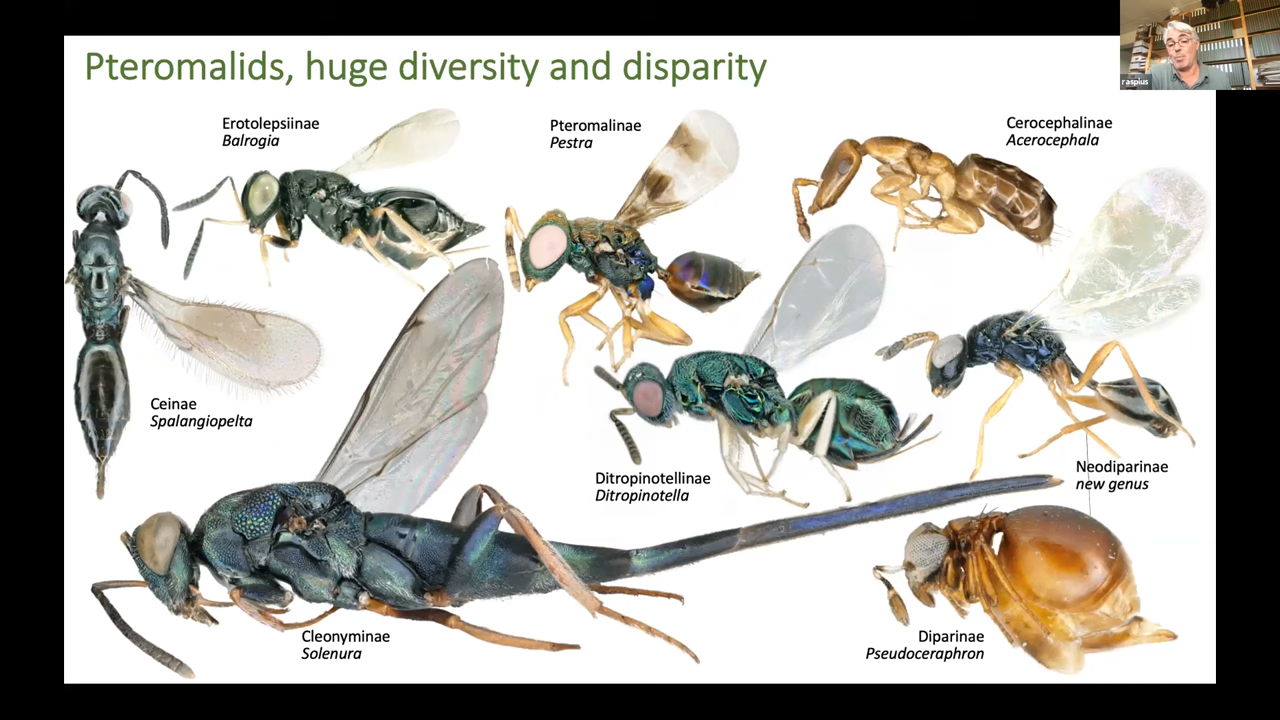 Pteromalids, huge diversity and disparity
raspius
Erotolepsiinae
Balrogia
Pteromalinae
Pestra
Cerocephalinae
Acerocephala
Ceinae
Spalangiopelta
Ditropinotellinae
Ditropinotella
Neodiparinae
new genus
Cleonyminae
Solenura
Diparinae
Pseudoceraphron